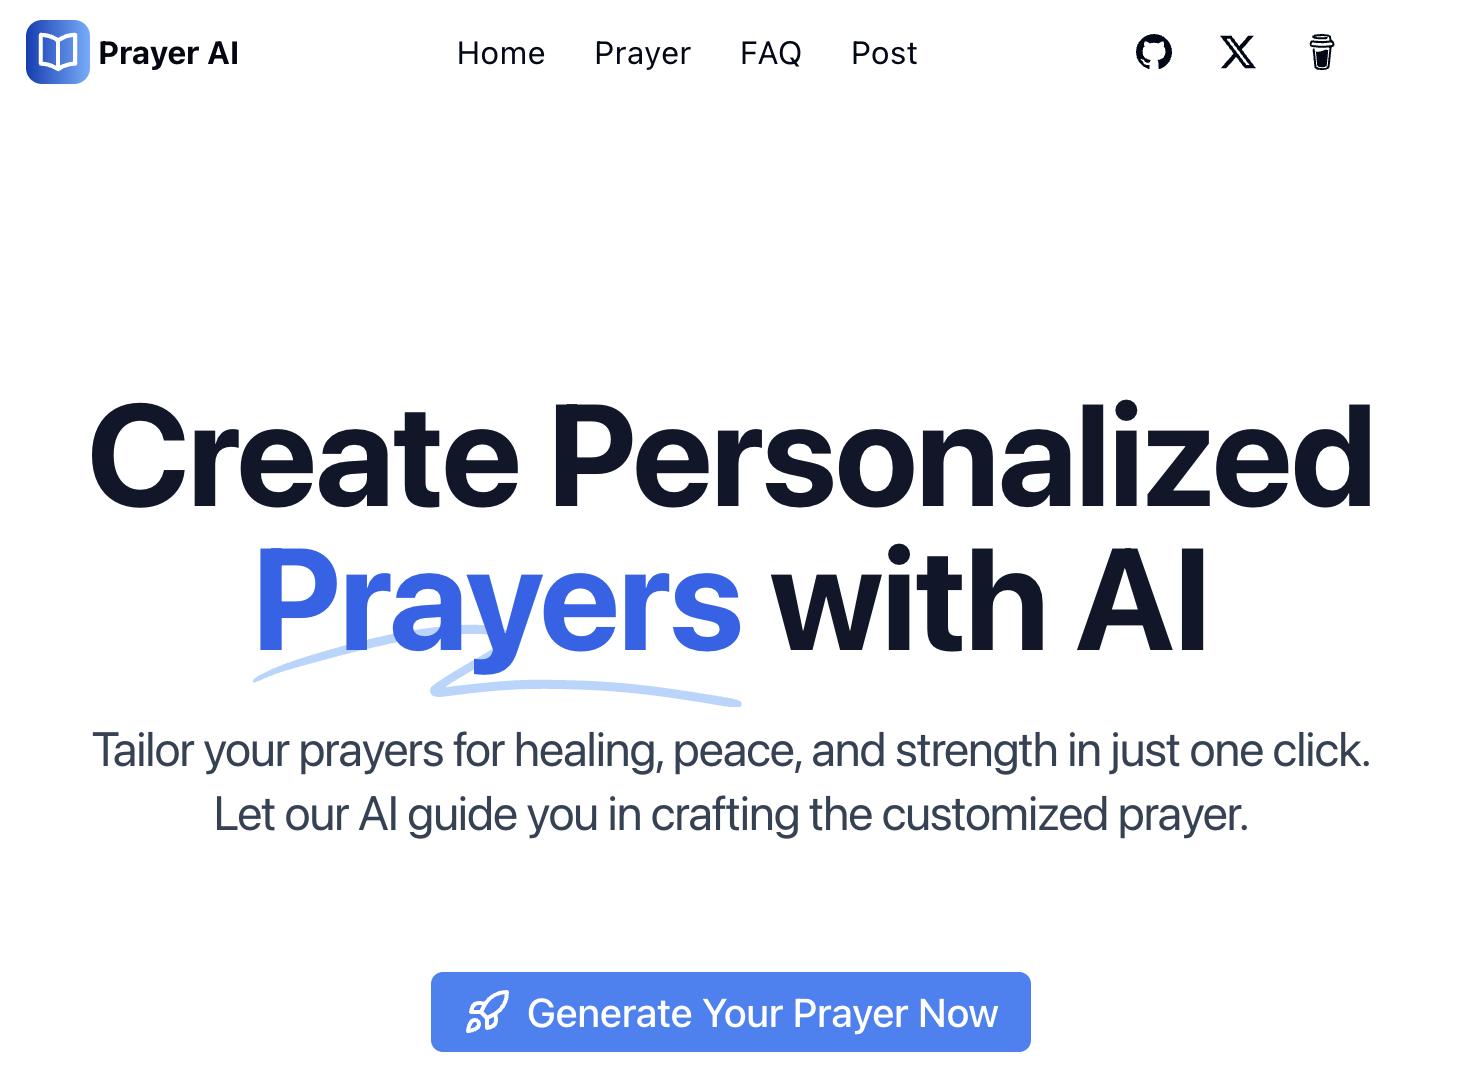 Prayer AI
Home Prayer FAQ Post
Create Personalized
Prayers with AI
Tailor your prayers for healing, peace, and strength in just one click.
Let our AI guide you in crafting the customized prayer.
Generate Your Prayer Now